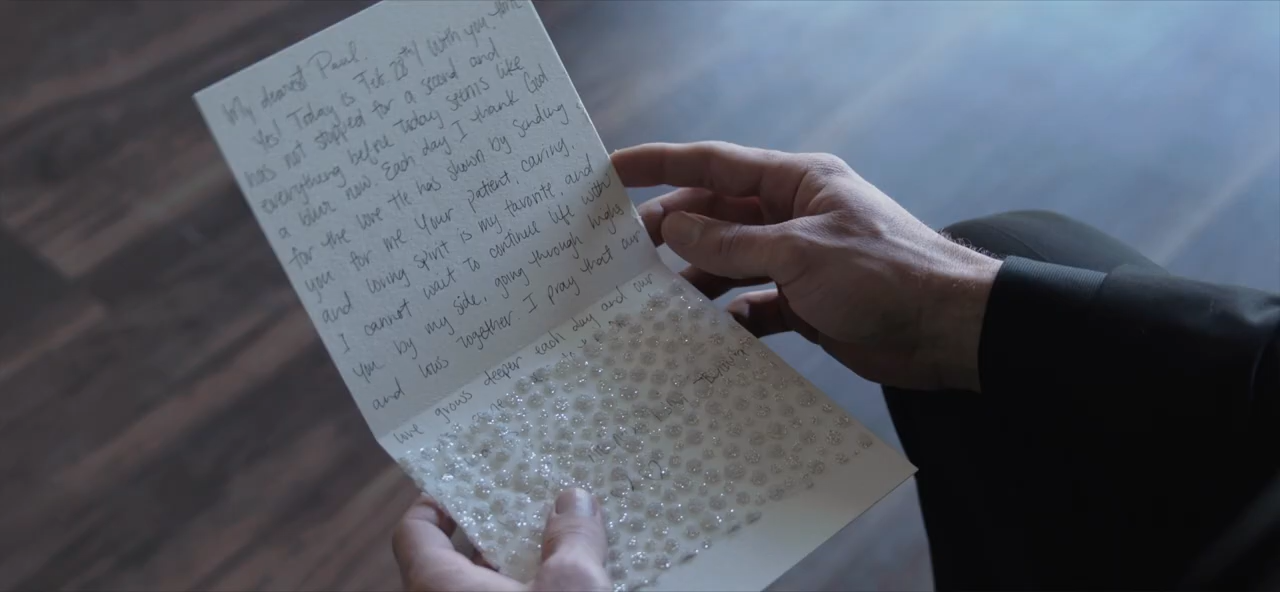 My dearest Paul.
Yes! Today is Feb 28th! With you, time
has not stopped for a second and
everything before today seems like
a blur now. Each day I thank God
for the love He has shown by sending
you for me. Your patient, caring,
and loving spirit is my favorite, and
I cannot wait to continue life with
you by my side, going through highs
and lows together. I pray that our
love grows deeper each day and our